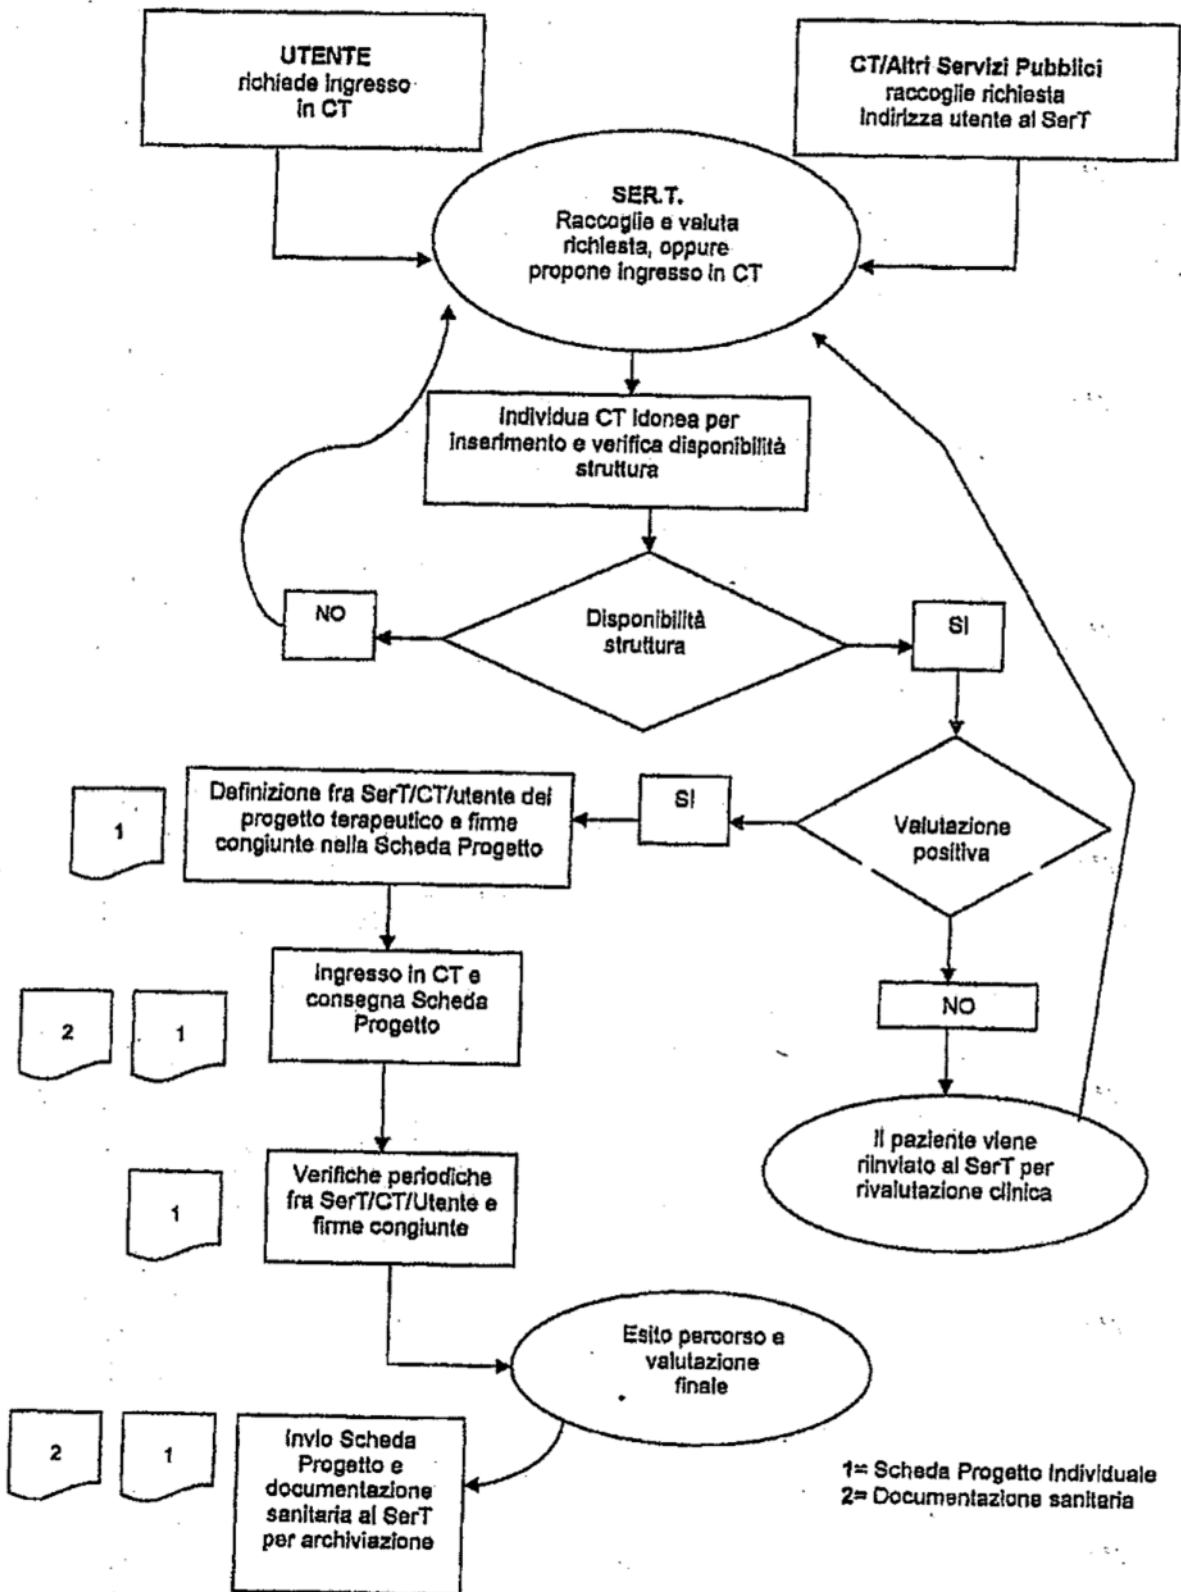 UTENTE
richiede ingresso
in CT
CT/Altri Servizi Pubblici
raccoglie richiesta
Indirizza utente al SerT
SER.T.
Raccoglie e valuta
richiesta, oppure
propone ingresso in CT
Individua CT idonea per
inserimento e verifica disponibilità
struttura
NO
Disponibilità
struttura
SI
1
Definizione fra SerT/CT/utente del
progetto terapeutico e firme
congiunte nella Scheda Progetto
SI
Valutazione
positiva
2
1
Ingresso in CT e
consegna Scheda
Progetto
NO
1
Verifiche periodiche
fra SerT/CT/Utente e
firme congiunte
Il paziente viene
riinviato al SerT per
rivalutazione clinica
Esito percorso e
valutazione
finale
2
1
Invio Scheda
Progetto e
documentazione
sanitaria al SerT
per archiviazione
1= Scheda Progetto Individuale
2= Documentazione sanitaria